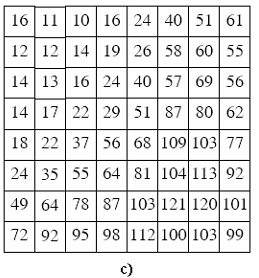 16 11 10 16 24 40 51 61
12 12 14 19 26 58 60 55
14 13 16 24 40 57 69 56
14 17 22 29 51 87 80 62
18 22 37 56 68 109 103 77
24 35 55 64 81 104 113 92
49 64 78 87 103 121 120 101
72 92 95 98 112 100 103 99
c)